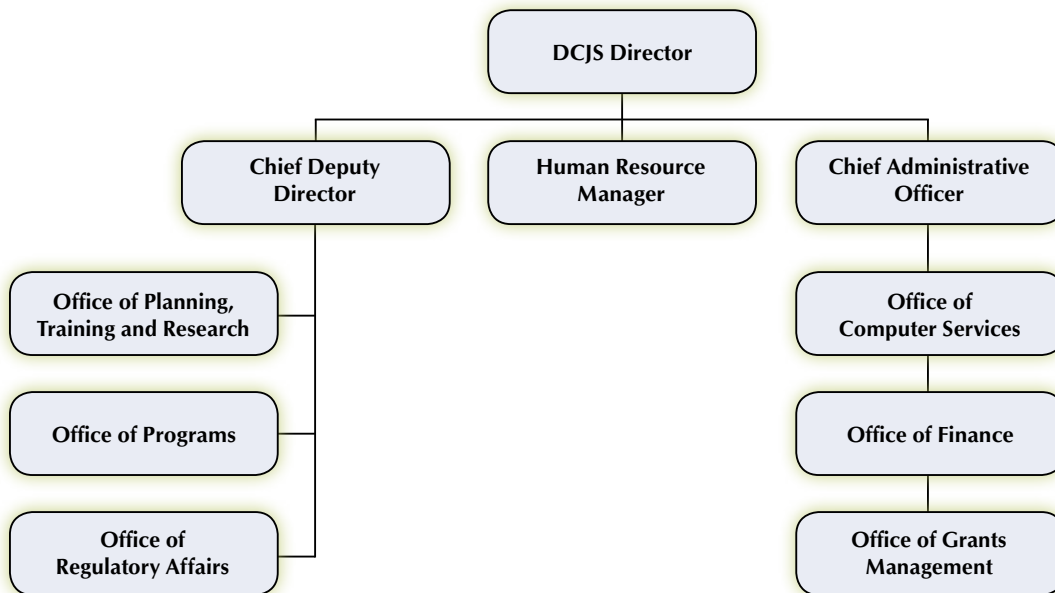 DCJS Director
Chief Deputy
Director
Human Resource
Manager
Chief Administrative
Officer
Office of Planning,
Training and Research
Office of
Computer Services
Office of Programs
Office of Finance
Office of
Regulatory Affairs
Office of Grants
Management